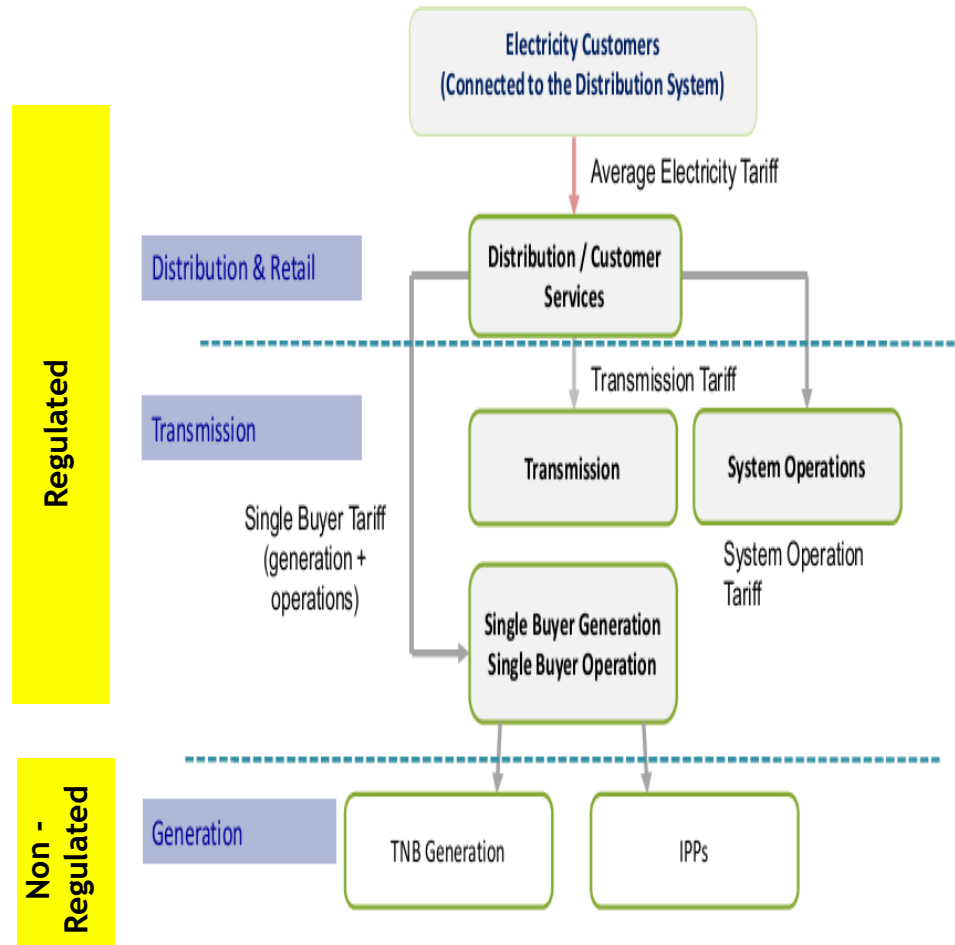 Electricity Customers
(Connected to the Distribution System)
Average Electricity Tariff
Regulated
Distribution & Retail
Distribution / Customer
Services
Transmission Tariff
Transmission
Transmission
System Operations
Single Buyer Tariff
(generation +
operations)
System Operation
Tariff
Single Buyer Generation
Single Buyer Operation
Non -
Regulated
Generation
TNB Generation
IPPs